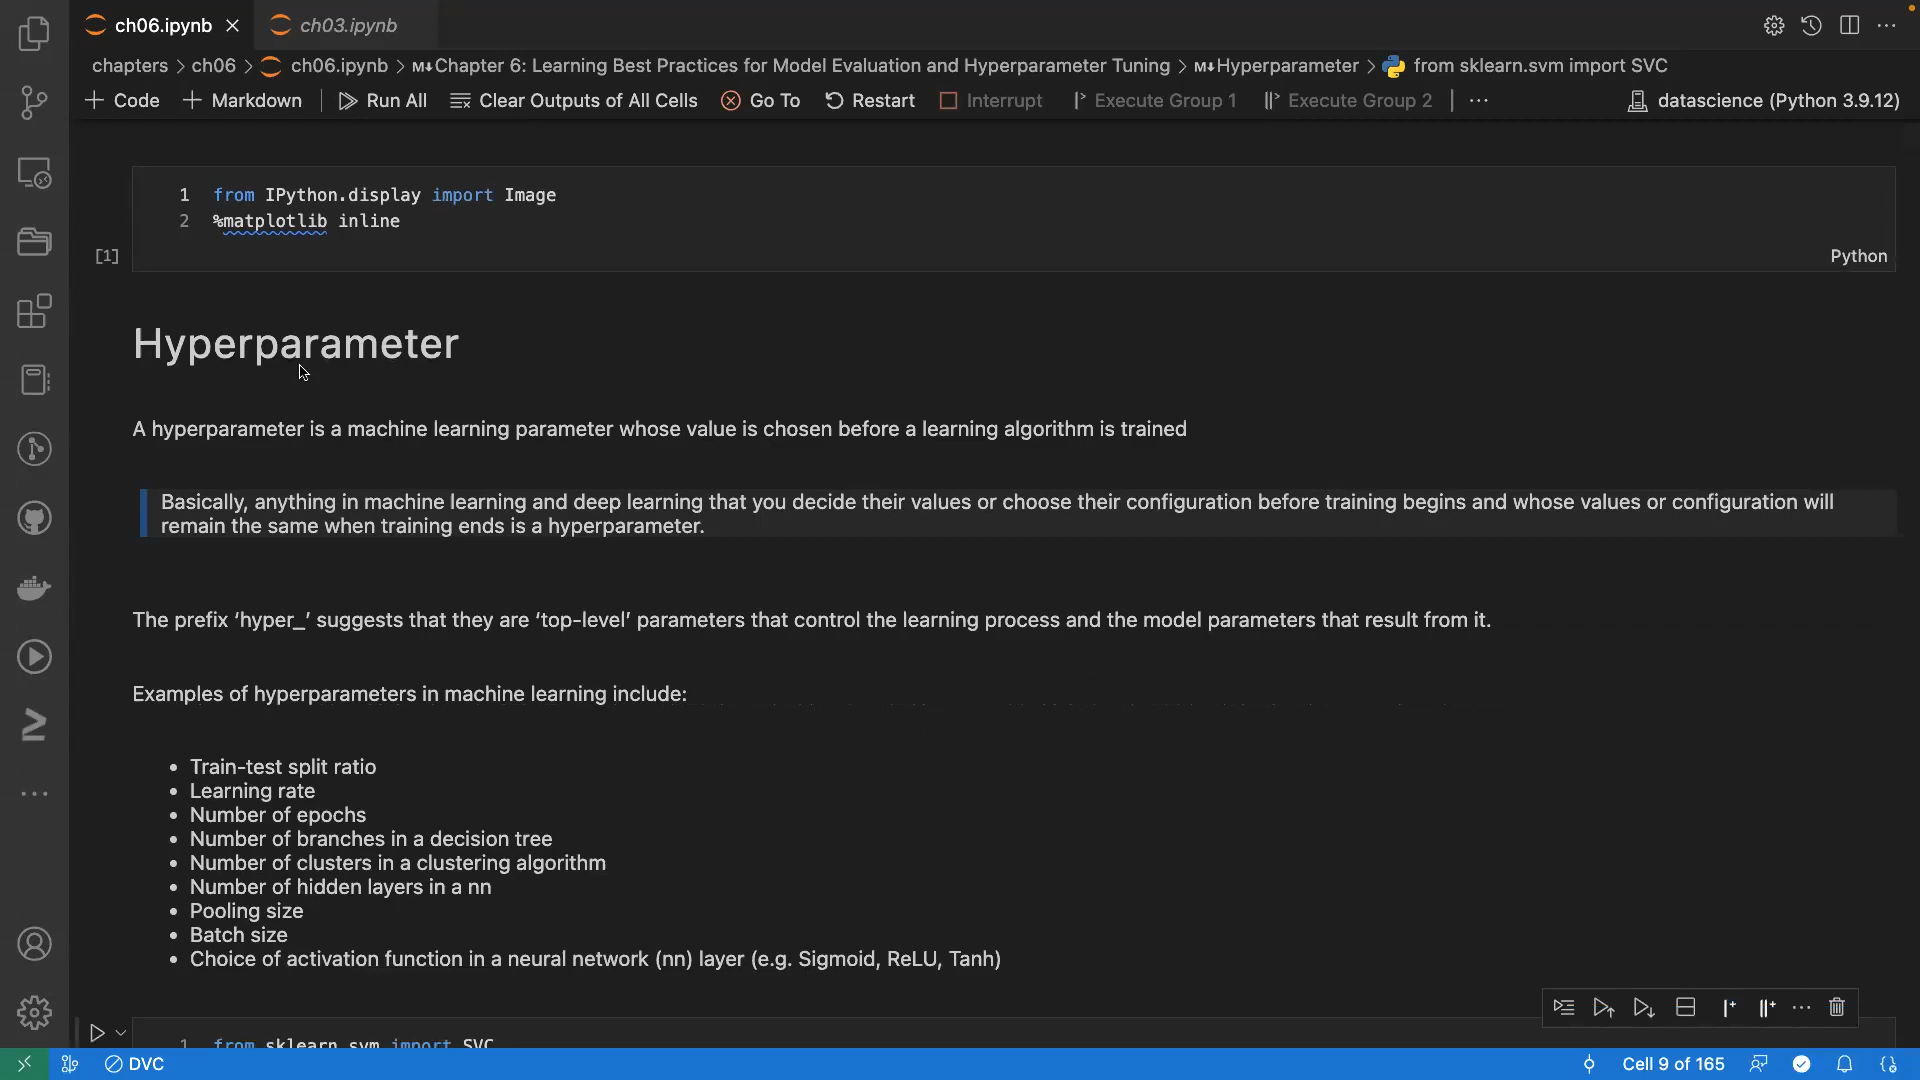 ch06.ipynb
ch03.ipynb
chapters > ch06 > ch06.ipynb > M↓Chapter 6: Learning Best Practices for Model Evaluation and Hyperparameter Tuning > M↓Hyperparameter > from sklearn.svm import SVC
+ Code + Markdown Run All Clear Outputs of All Cells Go To Restart Interrupt Execute Group 1 Execute Group 2 ··· datascience (Python 3.9.12)
1 from IPython.display import Image
2 %matplotlib inline
[1]
Python
Hyperparameter
A hyperparameter is a machine learning parameter whose value is chosen before a learning algorithm is trained
Basically, anything in machine learning and deep learning that you decide their values or choose their configuration before training begins and whose values or configuration will
remain the same when training ends is a hyperparameter.
The prefix ‘hyper_’ suggests that they are ‘top-level’ parameters that control the learning process and the model parameters that result from it.
Examples of hyperparameters in machine learning include:
• Train-test split ratio
• Learning rate
• Number of epochs
• Number of branches in a decision tree
• Number of clusters in a clustering algorithm
• Number of hidden layers in a nn
• Pooling size
• Batch size
• Choice of activation function in a neural network (nn) layer (e.g. Sigmoid, ReLU, Tanh)
1 from sklearn.svm import SVC
DVC
Cell 9 of 165